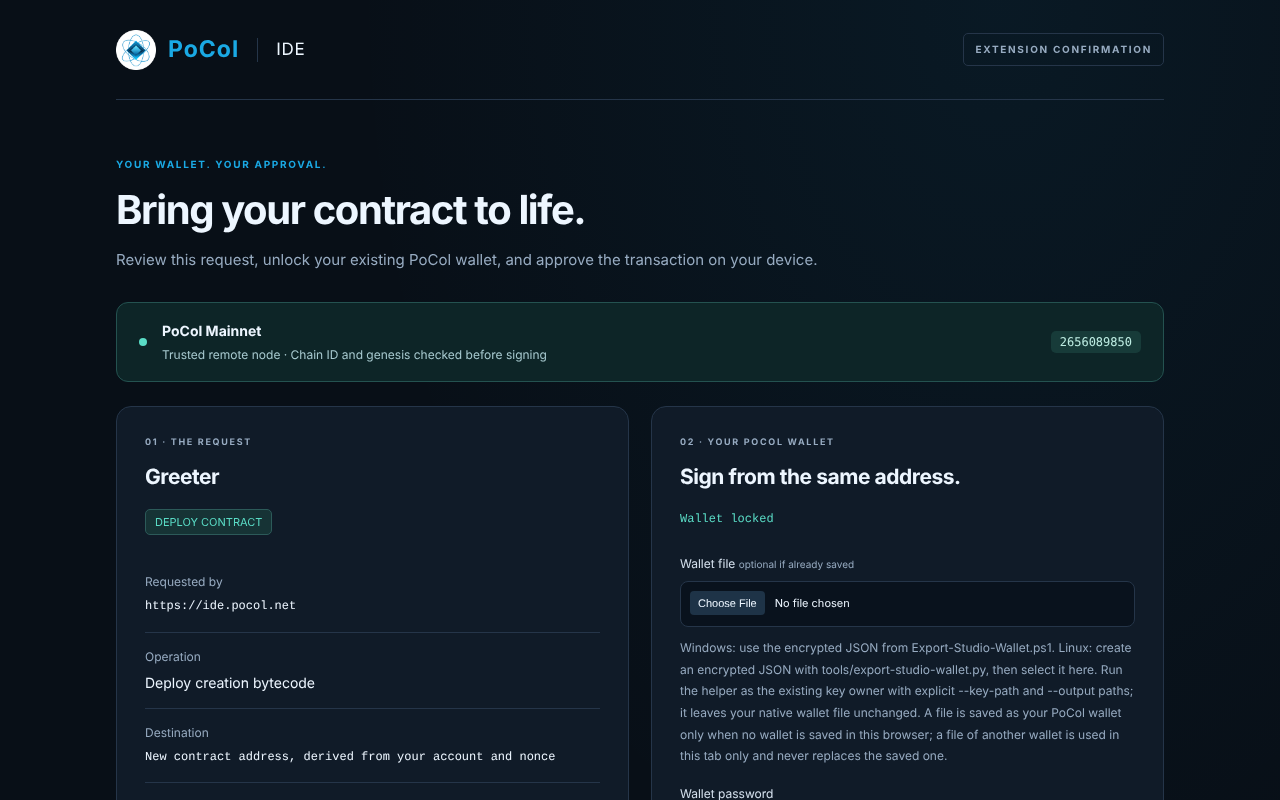 PoCol
IDE
EXTENSION CONFIRMATION
YOUR WALLET. YOUR APPROVAL.
Bring your contract to life.
Review this request, unlock your existing PoCol wallet, and approve the transaction on your device.
PoCol Mainnet
Trusted remote node · Chain ID and genesis checked before signing
2656089850
01 · THE REQUEST
Greeter
DEPLOY CONTRACT
Requested by
https://ide.pocol.net
Operation
Deploy creation bytecode
Destination
New contract address, derived from your account and nonce
02 · YOUR POCOL WALLET
Sign from the same address.
Wallet locked
Wallet file optional if already saved
Choose File No file chosen
Windows: use the encrypted JSON from Export-Studio-Wallet.ps1. Linux: create
an encrypted JSON with tools/export-studio-wallet.py, then select it here. Run
the helper as the existing key owner with explicit --key-path and --output paths;
it leaves your native wallet file unchanged. A file is saved as your PoCol wallet
only when no wallet is saved in this browser; a file of another wallet is used in
this tab only and never replaces the saved one.
Wallet password